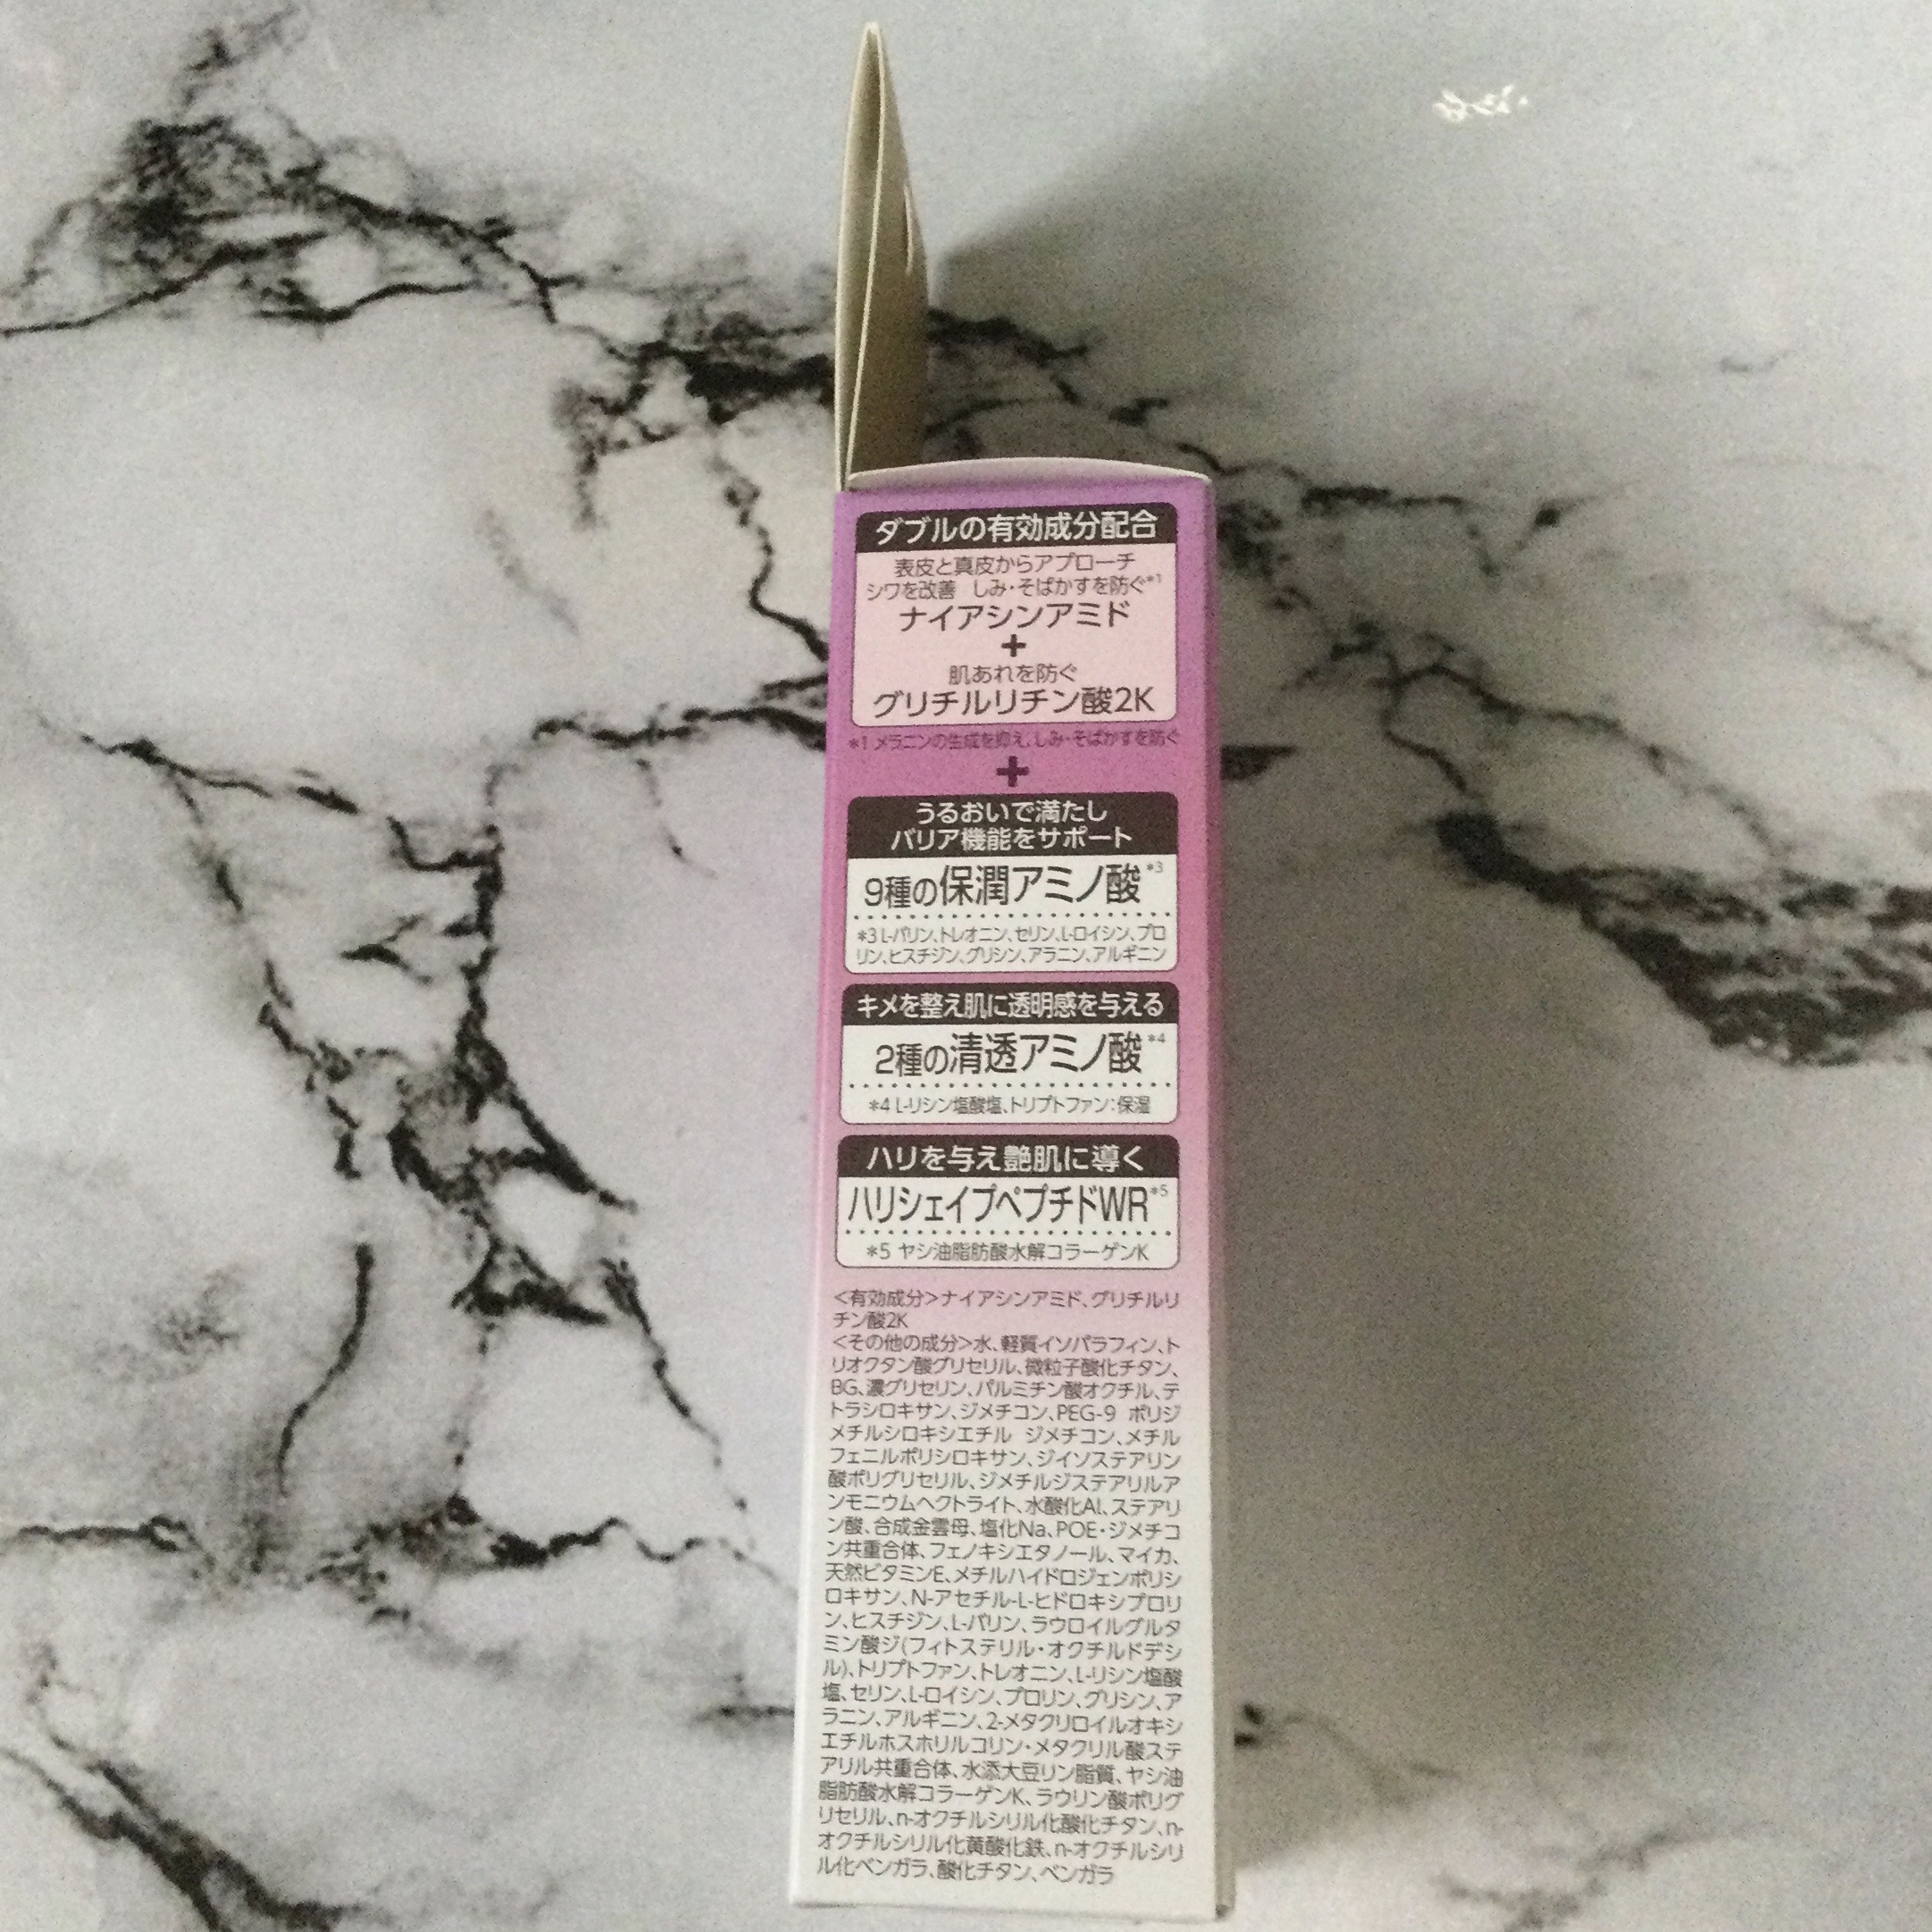 ダブルの有効成分配合
表皮と真皮からアプローチ
シワを改善 しみ・そばかすを防ぐ*1
ナイアシンアミド
+
肌あれを防ぐ
グリチルリチン酸2K
*1 メラニンの生成を抑え、しみ・そばかすを防ぐ
+
うるおいで満たし
バリア機能をサポート
9種の保潤アミノ酸*3
*3 L-バリン、トレオニン、セリン、L-ロイシン、プロ
リン、ヒスチジン、グリシン、アラニン、アルギニン
キメを整え肌に透明感を与える
2種の清透アミノ酸*4
*4 L-リシン塩酸塩、トリプトファン:保湿
ハリを与え艶肌に導く
ハリシェイプペプチドWR*5
*5 ヤシ油脂肪酸水解コラーゲンK
<有効成分>ナイアシンアミド、グリチルリ
チン酸2K
<その他の成分>水、軽質イソパラフィン、ト
リオクタン酸グリセリル、微粒子酸化チタン、
BG、濃グリセリン、パルミチン酸オクチル、テ
トラシロキサン、ジメチコン、PEG-9 ポリジ
メチルシロキシエチル ジメチコン、メチル
フェニルポリシロキサン、ジイソステアリン
酸ポリグリセリル、ジメチルジステアリルア
ンモニウムヘクトライト、水酸化Al、ステアリ
ン酸、合成金雲母、塩化Na、POE・ジメチコ
ン共重合体、フェノキシエタノール、マイカ、
天然ビタミンE、メチルハイドロジェンポリシ
ロキサン、N-アセチル-L-ヒドロキシプロリ
ン、ヒスチジン、L-バリン、ラウロイルグルタ
ミン酸ジ(フィトステリル・オクチルドデシ
ル)、トリプトファン、トレオニン、L-リシン塩酸
塩、セリン、L-ロイシン、プロリン、グリシン、ア
ラニン、アルギニン、2-メタクリロイルオキシ
エチルホスホリルコリン・メタクリル酸ステ
アリル共重合体、水添大豆リン脂質、ヤシ油
脂肪酸水解コラーゲンK、ラウリン酸ポリグ
リセリル、n-オクチルシリル化酸化チタン、n-
オクチルシリル化黄酸化鉄、n-オクチルシリ
ル化ベンガラ、酸化チタン、ベンガラ